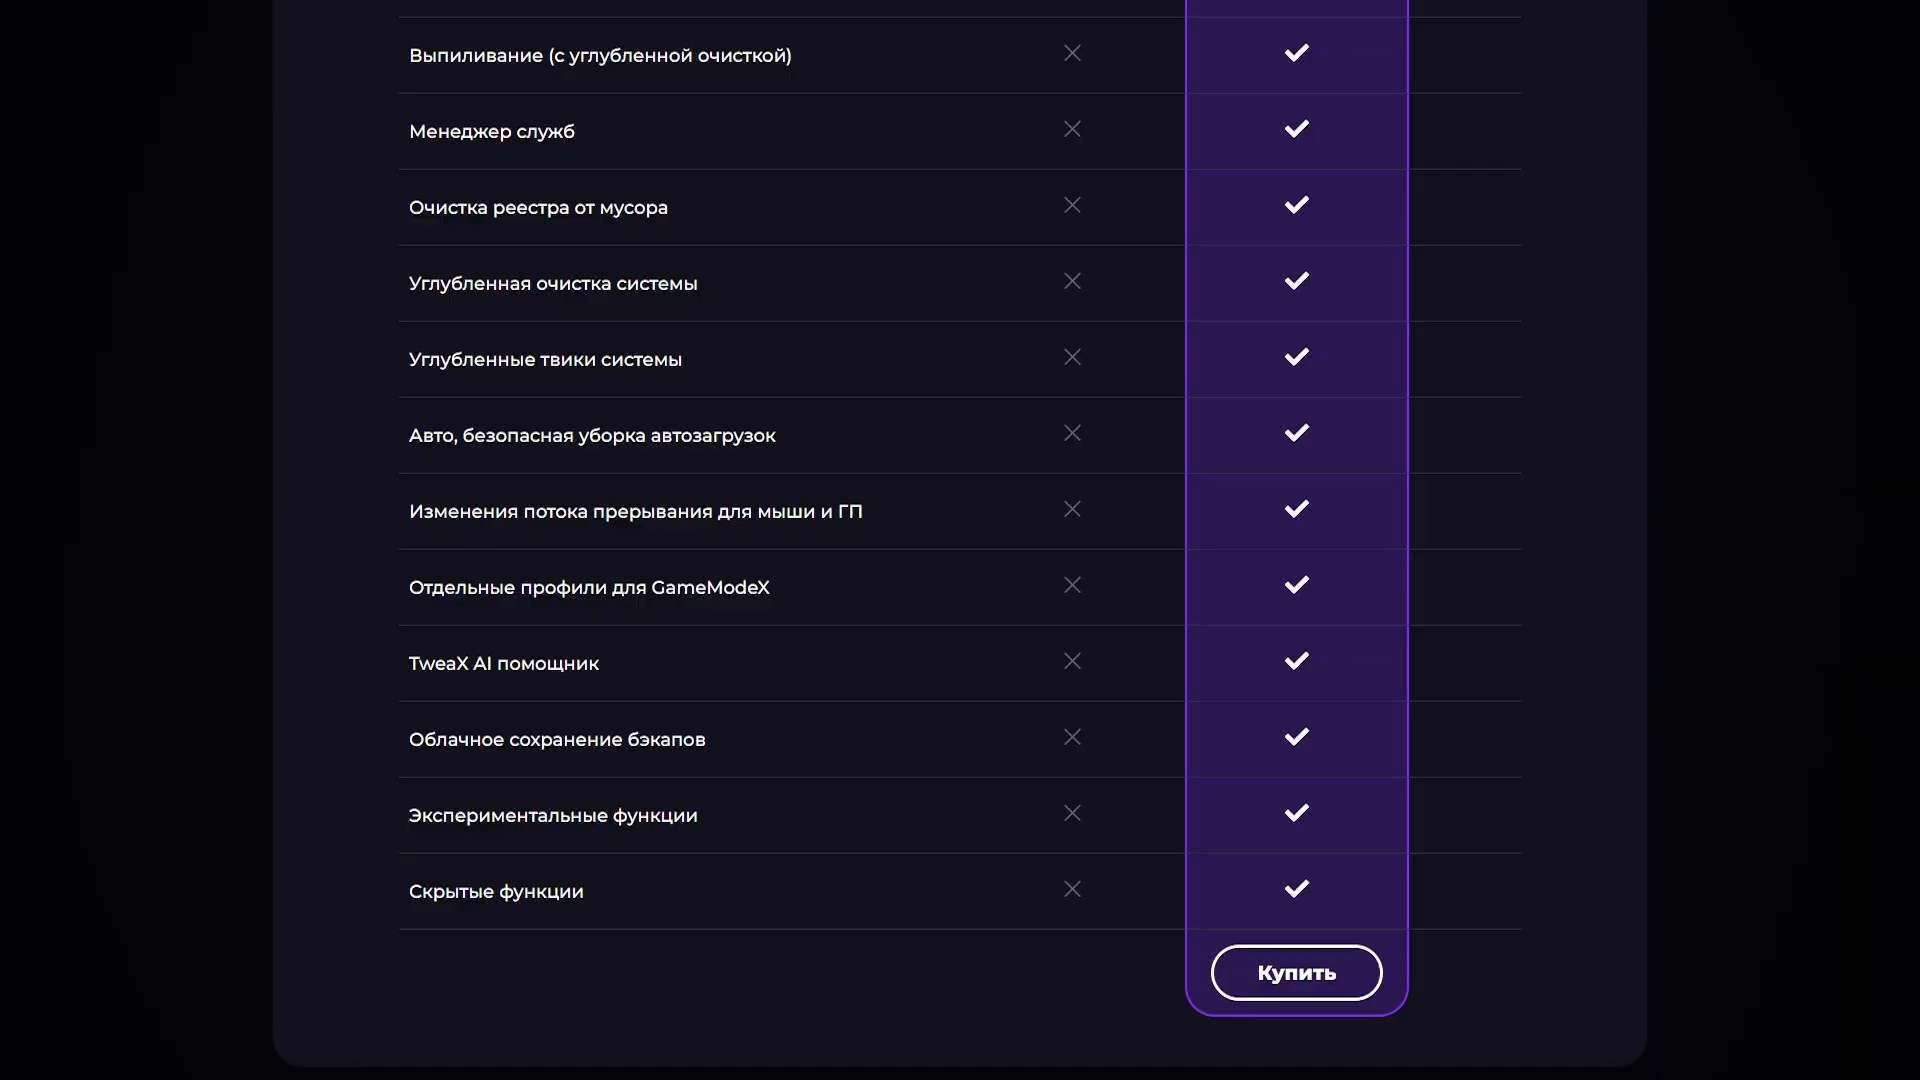 Выпиливание (с углубленной очисткой)
Менеджер служб
Очистка реестра от мусора
Углубленная очистка системы
Углубленные твики системы
Авто, безопасная уборка автозагрузок
Изменения потока прерывания для мыши и ГП
Отдельные профили для GameModeX
TweaX AI помощник
Облачное сохранение бэкапов
Экспериментальные функции
Скрытые функции
Купить